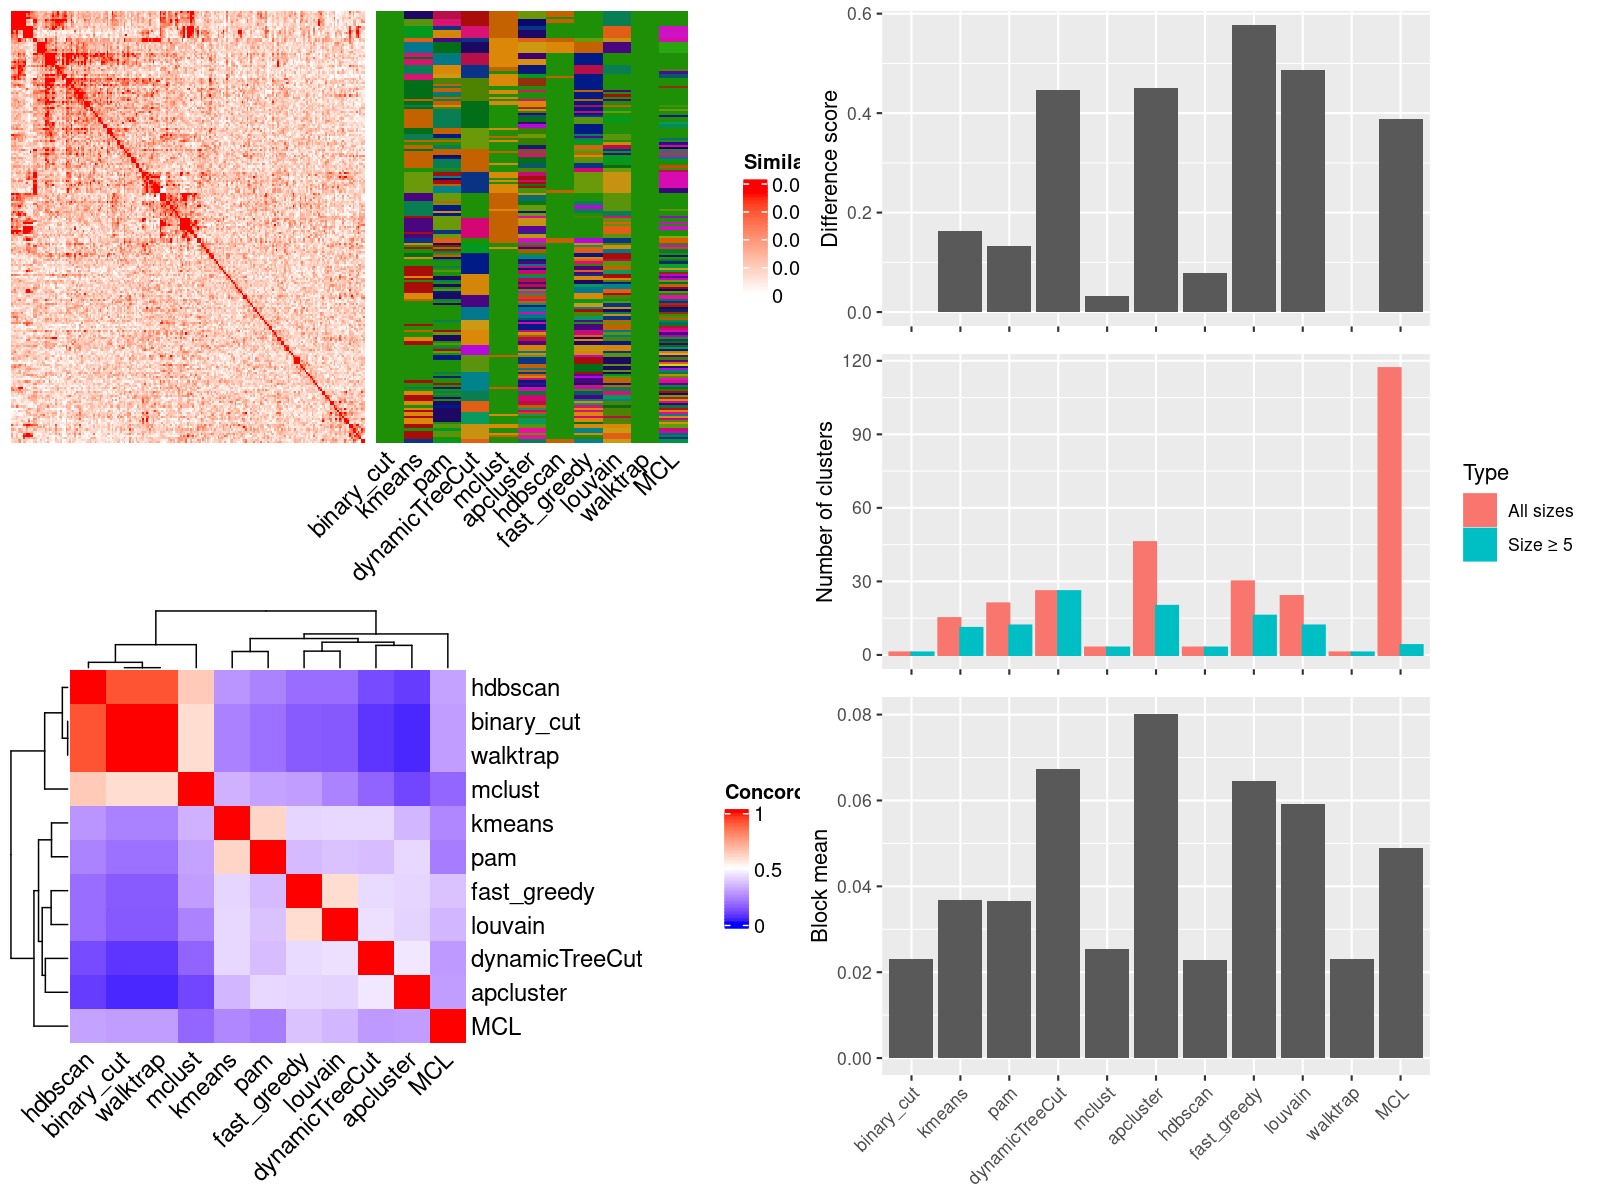 Simila
0.0
0.0
0.0
0.0
0
binary_cut
kmeans
pam
dynamicTreeCut
mclust
apcluster
hdbscan
fast_greedy
louvain
walktrap
MCL
hdbscan
binary_cut
walktrap
mclust
kmeans
pam
fast_greedy
louvain
dynamicTreeCut
apcluster
MCL
hdbscan
binary_cut
walktrap
mclust
kmeans
pam
fast_greedy
louvain
dynamicTreeCut
apcluster
MCL
Concord
1
0.5
0
Difference score
0.6
0.4
0.2
0.0
Number of clusters
120
90
60
30
0
Type
All sizes
Size ≥ 5
Block mean
0.08
0.06
0.04
0.02
0.00
binary_cut
kmeans
pam
dynamicTreeCut
mclust
apcluster
hdbscan
fast_greedy
louvain
walktrap
MCL